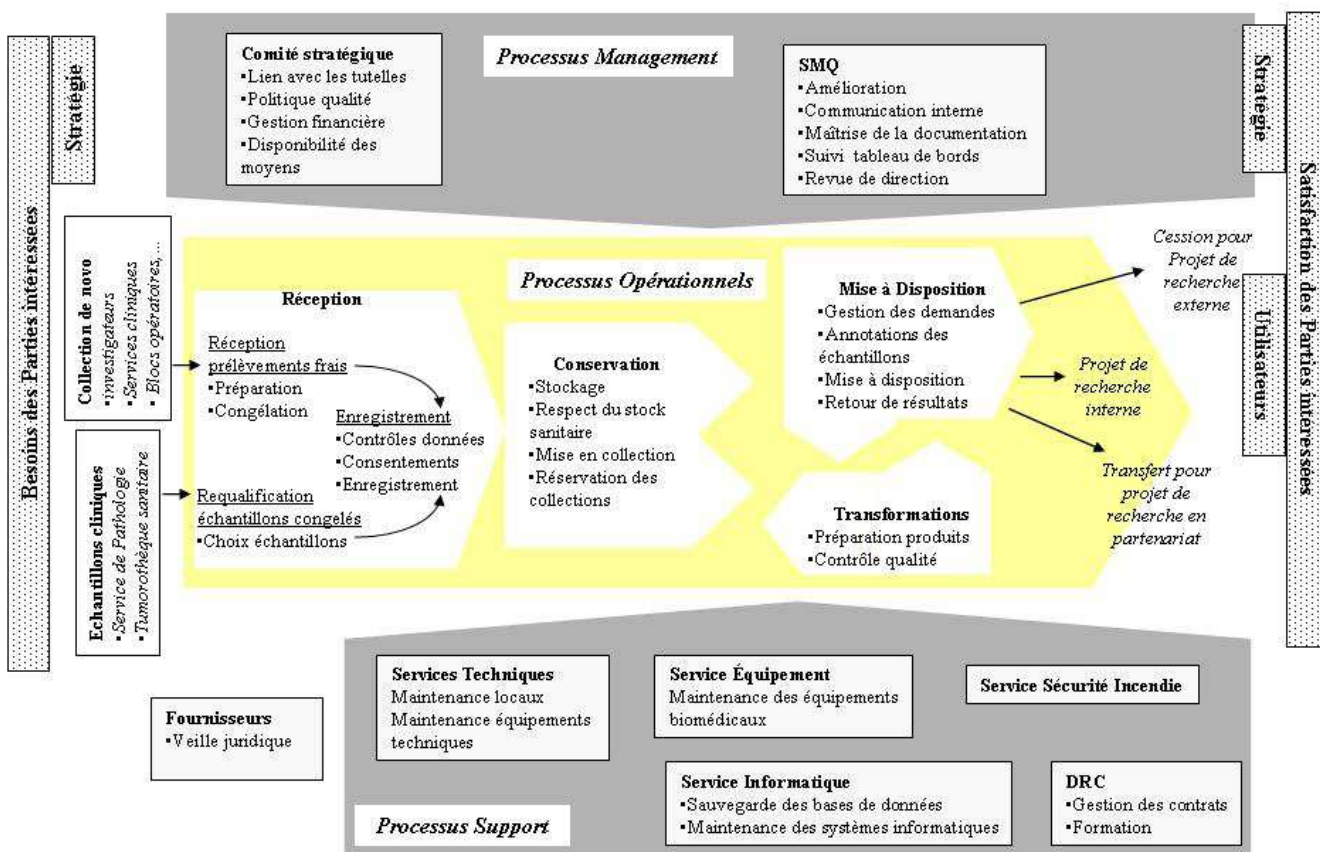 Besoins des Parties intéressées
Stratégie
Comité stratégique
▪Lien avec les tutelles
▪Politique qualité
▪Gestion financière
▪Disponibilité des
moyens
Processus Management
SMQ
▪Amélioration
▪Communication interne
▪Maîtrise de la documentation
▪Suivi tableau de bords
▪Revue de direction
Stratégie
Satisfaction des Parties intéressées
Collection de novo
▪investigateurs
▪Services cliniques
▪Blocs opératoires,...
Echantillons cliniques
▪Service de Pathologie
▪Tumorothèque sanitaire
Processus Opérationnels
Réception
Réception
prélèvements frais
▪Préparation
▪Congélation
Enregistrement
▪Contrôles données
▪Consentements
▪Enregistrement
Requalification
échantillons congelés
▪Choix échantillons
Conservation
▪Stockage
▪Respect du stock
sanitaire
▪Mise en collection
▪Réservation des
collections
Mise à Disposition
▪Gestion des demandes
▪Annotations des
échantillons
▪Mise à disposition
▪Retour de résultats
Transformations
▪Préparation produits
▪Contrôle qualité
Cession pour
Projet de
recherche
externe
Projet de
recherche
interne
Transfert pour
projet de
recherche en
partenariat
Utilisateurs
Fournisseurs
▪Veille juridique
Services Techniques
Maintenance locaux
Maintenance équipements
techniques
Service Équipement
Maintenance des équipements
biomédicaux
Service Sécurité Incendie
Processus Support
Service Informatique
▪Sauvegarde des bases de données
▪Maintenance des systèmes informatiques
DRC
▪Gestion des contrats
▪Formation